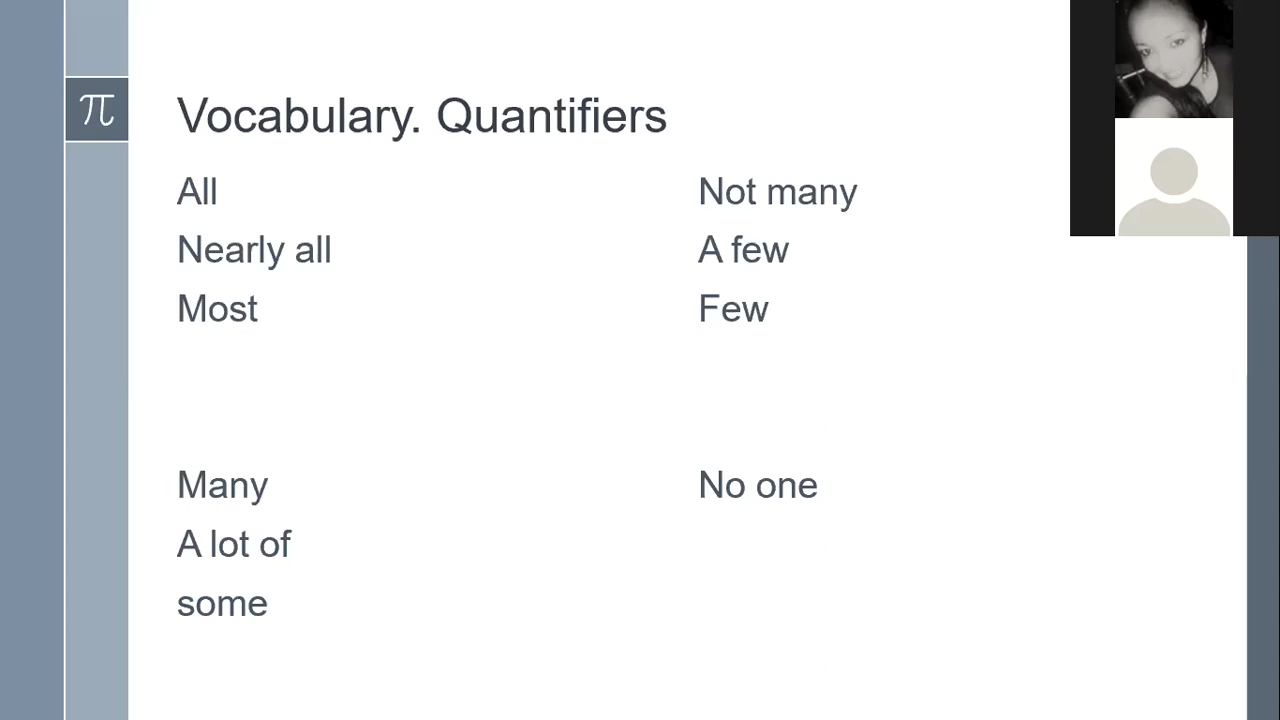 π
Vocabulary. Quantifiers
All
Nearly all
Most
Many
A lot of
some
Not many
A few
Few
No one